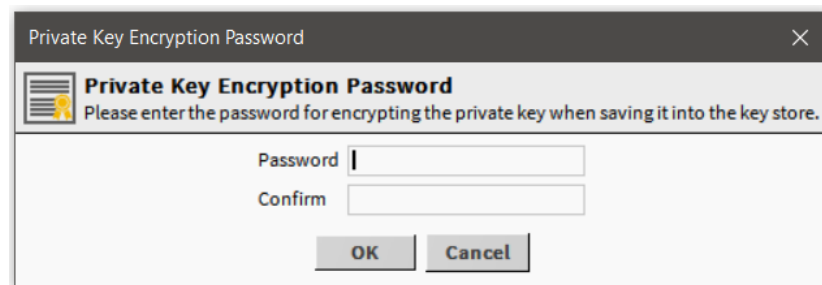 Private Key Encryption Password
Private Key Encryption Password
Please enter the password for encrypting the private key when saving it into the key store.
Password
Confirm
OK Cancel